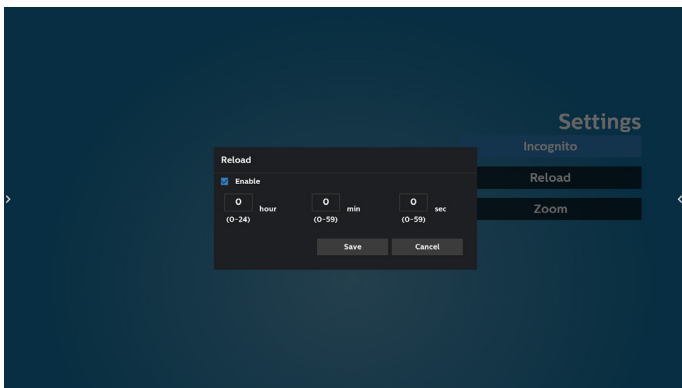 Settings
Incognito
Reload
Zoom
Reload
Enable
0 hour 0 min 0 sec
(0-24) (0-59) (0-59)
Save Cancel